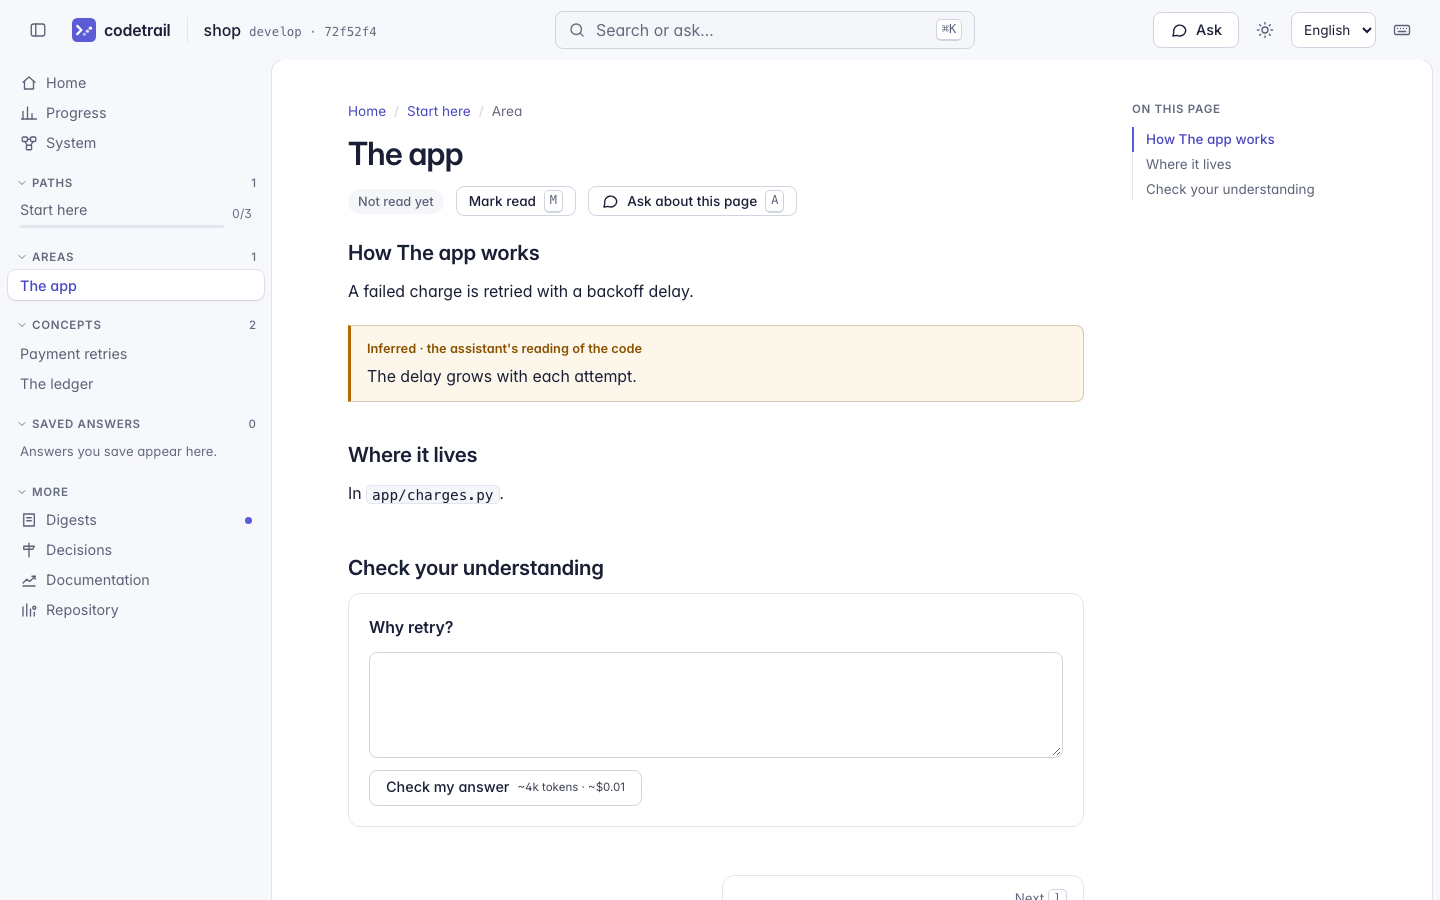 codetrail
shop develop · 72f52f4
Search or ask... ⌘K
Ask
English
Home
Progress
System
PATHS 1
Start here 0/3
AREAS 1
The app
CONCEPTS 2
Payment retries
The ledger
SAVED ANSWERS 0
Answers you save appear here.
MORE
Digests
Decisions
Documentation
Repository
Home / Start here / Area
The app
Not read yet
Mark read M
Ask about this page A
How The app works
A failed charge is retried with a backoff delay.
Inferred · the assistant's reading of the code
The delay grows with each attempt.
Where it lives
In app/charges.py.
Check your understanding
Why retry?
Check my answer ~4k tokens · ~$0.01
Next
ON THIS PAGE
How The app works
Where it lives
Check your understanding